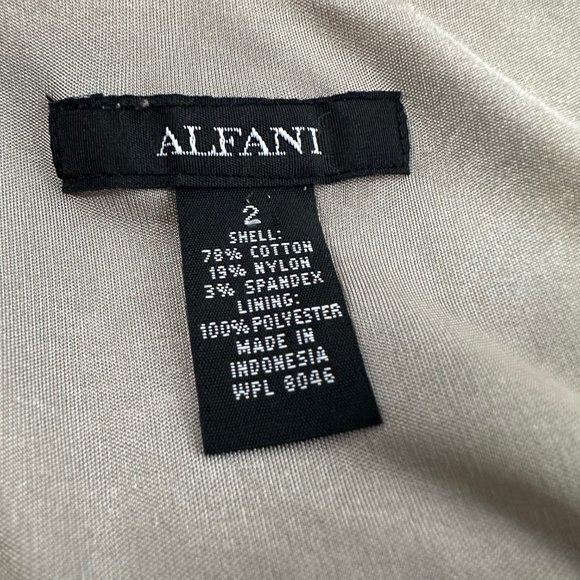 ALFANI
2
SHELL:
78% COTTON
19% NYLON
3% SPANDEX
LINING:
100% POLYESTER
MADE IN
INDONESIA
WPL 8046